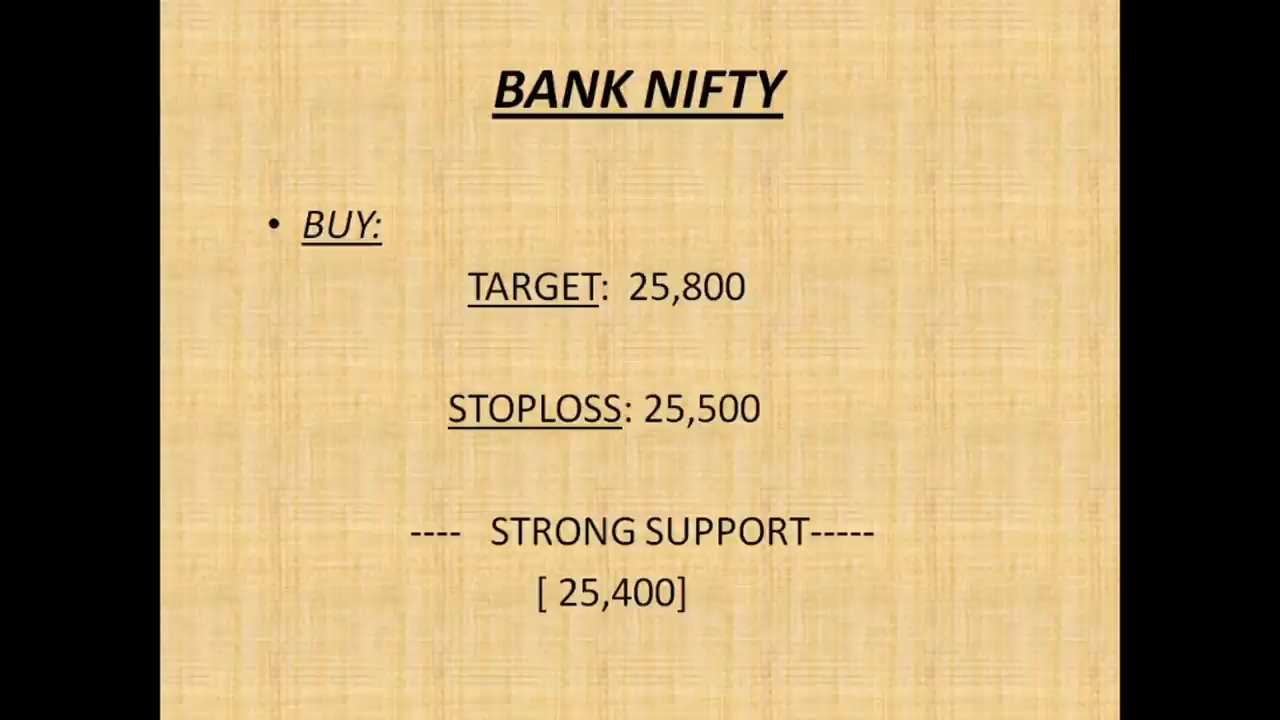 BANK NIFTY
• BUY:
TARGET: 25,800
STOPLOSS: 25,500
---- STRONG SUPPORT-----
[ 25,400]